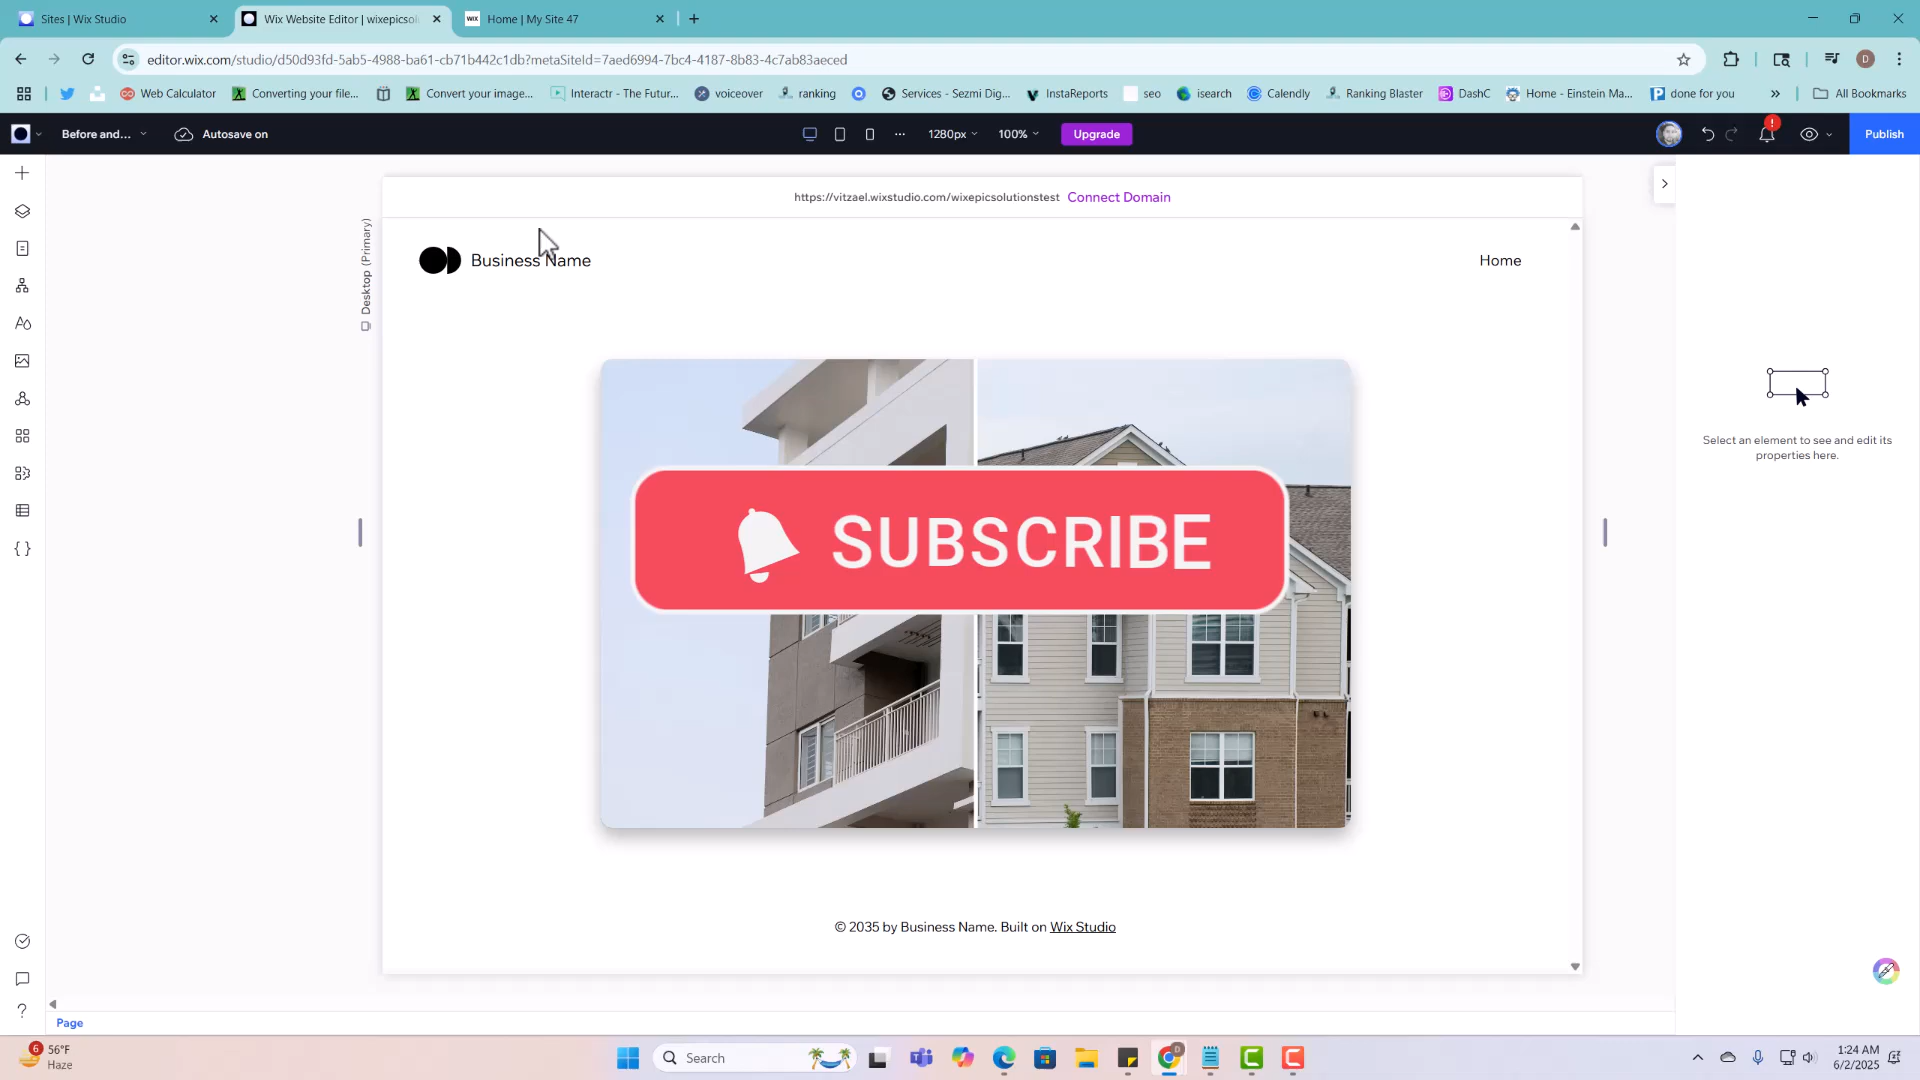 Sites | Wix Studio
Wix Website Editor | wixepicsol
WIX Home | My Site 47
editor.wix.com/studio/d50d93fd-5ab5-4988-ba61-cb71b442c1db?metaSiteId=7aed6994-7bc4-4187-8b83-4c7ab83aeced
D
Web Calculator
Converting your file...
Convert your image...
Interactr - The Futur...
voiceover
ranking
Services - Sezmi Dig...
InstaReports
seo
isearch
Calendly
Ranking Blaster
DashC
Home - Einstein Ma...
done for you
All Bookmarks
Before and...
Autosave on
1280px
100%
Upgrade
Publish
https://vitzael.wixstudio.com/wixepicsolutionstest Connect Domain
Desktop (Primary)
Business Name
Home
Select an element to see and edit its
properties here.
SUBSCRIBE
© 2035 by Business Name. Built on Wix Studio
Page
6
56°F
Haze
Search
D
1:24 AM
6/2/2025